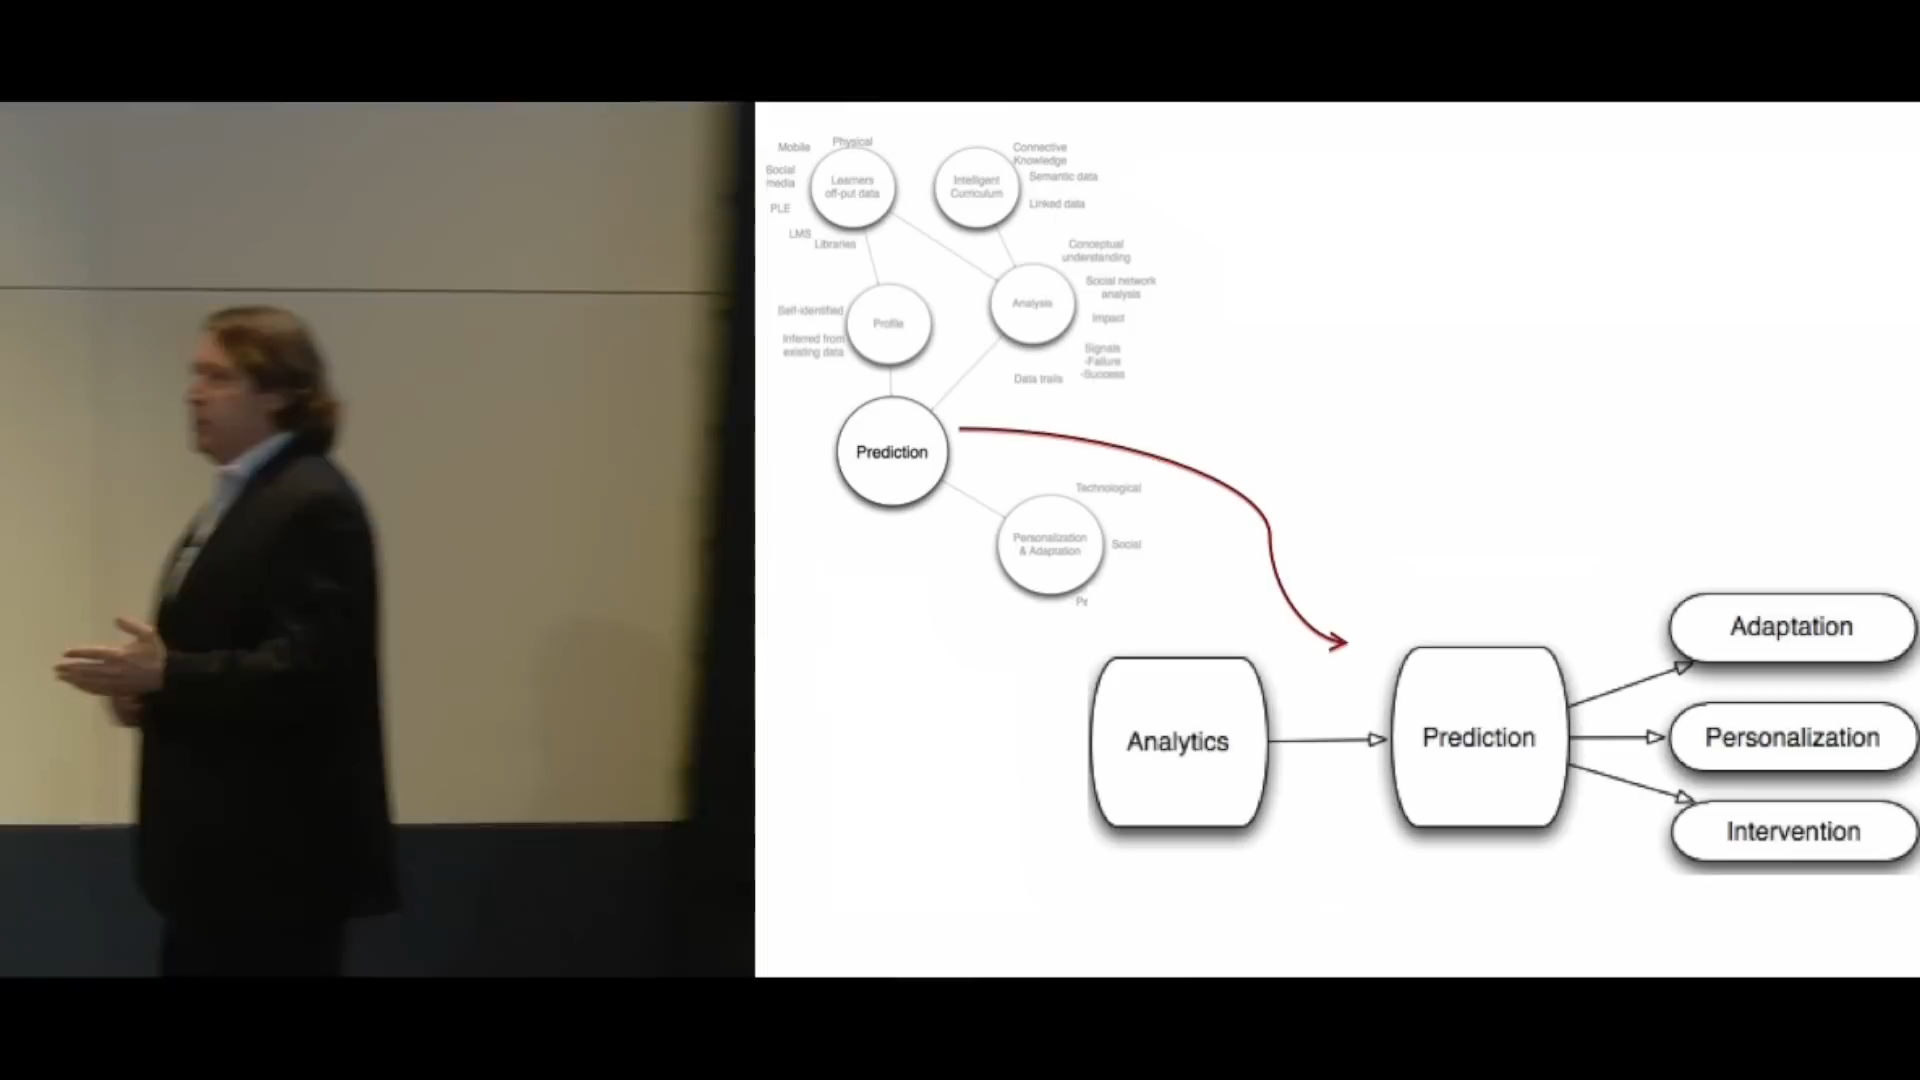 Mobile
Physical
Social
media
Learners
off-put data
PLE
LMS
Libraries
Intelligent
Curriculum
Connective
Knowledge
Semantic data
Linked data
Conceptual
understanding
Social network
analysis
Analysis
Impact
Signals
-Failure
-Success
Data trails
Self-identified
Profile
Inferred from
existing data
Prediction
Technological
Personalization
& Adaptation
Social
Analytics
Prediction
Adaptation
Personalization
Intervention